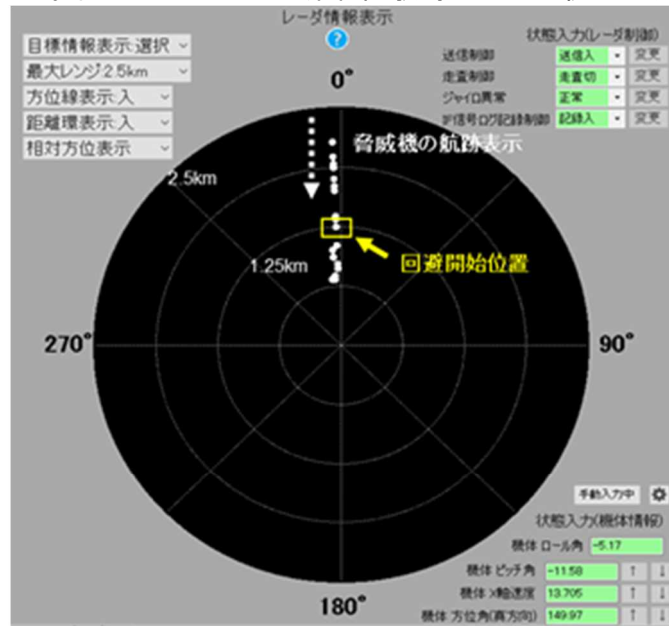 レーダ情報表示
?
目標情報表示:選択
最大レンジ:2.5km
方位線表示:入
距離環表示:入
相対方位表示
状態入力(レーダ制御)
送信制御 送信入 変更
走査制御 走査切 変更
ジャイロ異常 正常 変更
IF信号ログ記録制御 記録入 変更
0°
脅威機の航跡表示
2.5km
1.25km
回避開始位置
270°
90°
180°
手動入力中
状態入力(機体情報)
機体 ロール角 -5.17
機体 ピッチ角 -11.58 ↑ ↓
機体 X軸速度 13.705 ↑ ↓
機体 方位角(真方向) 149.97 ↑ ↓